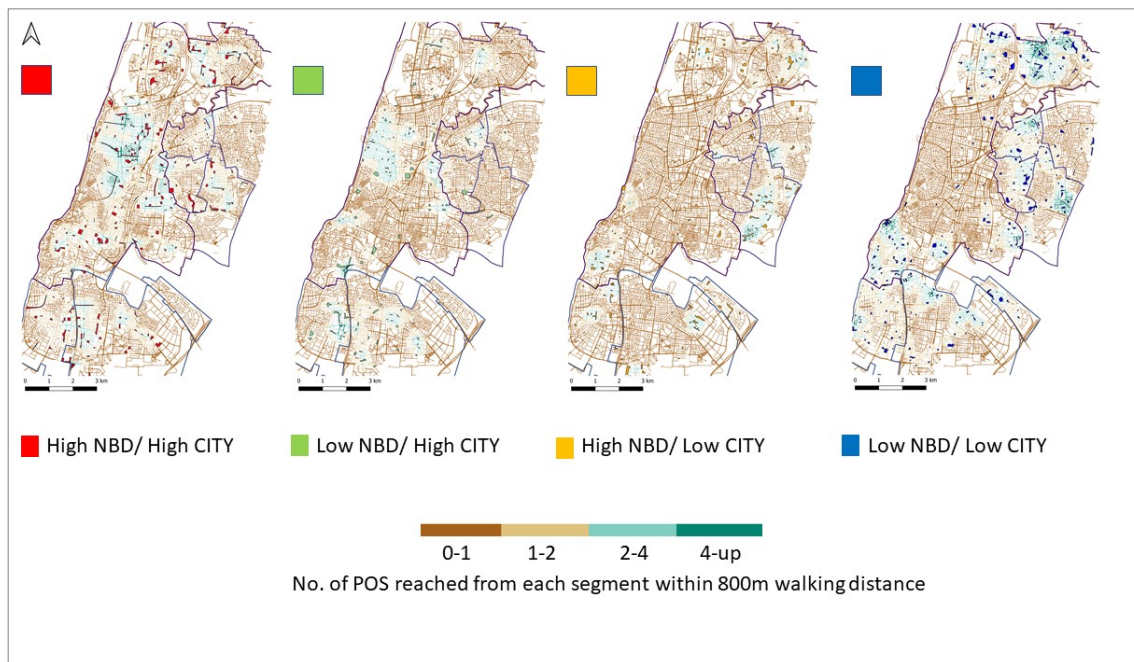 0 1 2 3 km
0 1 2 3 km
0 1 2 3 km
0 1 2 3 km
High NBD/ High CITY
Low NBD/ High CITY
High NBD/ Low CITY
Low NBD/ Low CITY
0-1
1-2
2-4
4-up
No. of POS reached from each segment within 800m walking distance